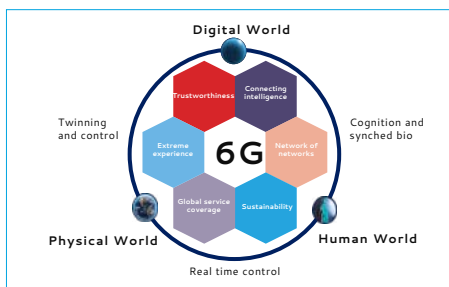 Digital World
Trustworthiness
Connecting
intelligence
Twinning
and control
Cognition and
synched bio
Extreme
experience
6G
Network of
networks
Global service
coverage
Sustainability
Physical World
Human World
Real time control